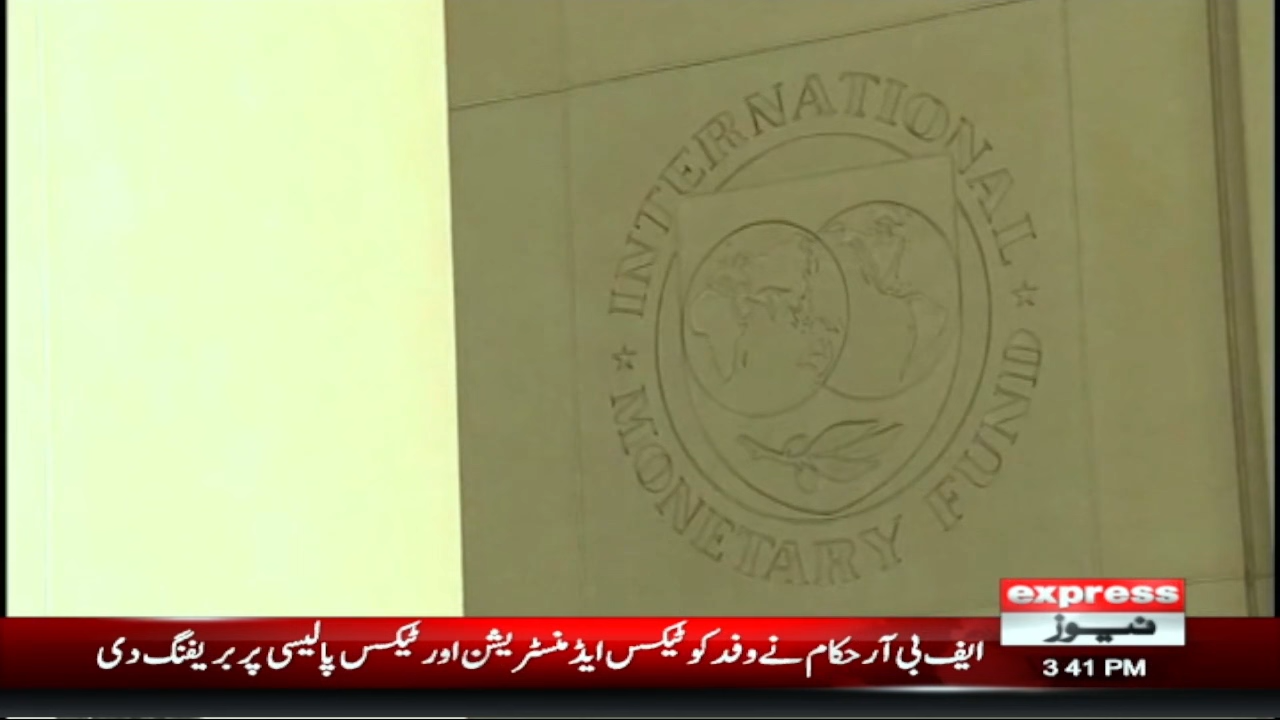 INTERNATIONAL
MONETARY FUND
express
نیوز
ایف بی آر حکام نے وفد کو ٹیکس ایڈمنسٹریشن اور ٹیکس پالیسی پر بریفنگ دی
3 41 PM